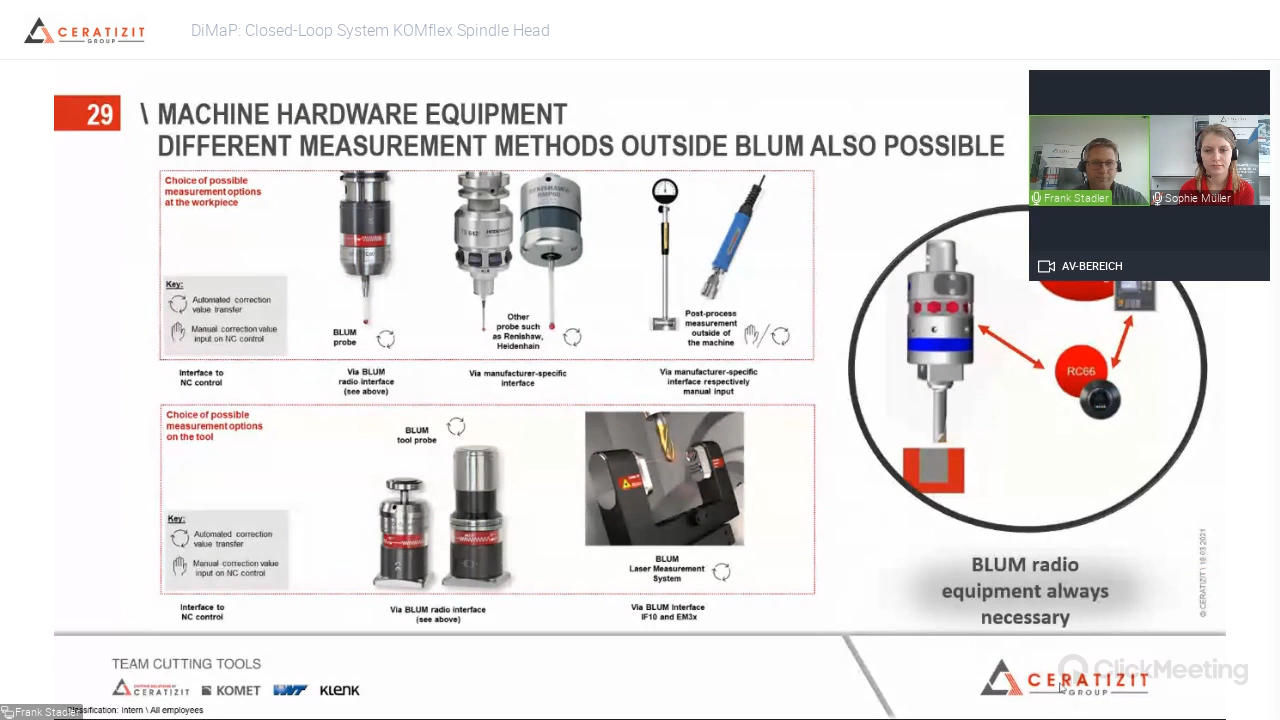 CERATIZIT
GROUP
DiMaP: Closed-Loop System KOMflex Spindle Head
29
\ MACHINE HARDWARE EQUIPMENT
DIFFERENT MEASUREMENT METHODS OUTSIDE BLUM ALSO POSSIBLE
Frank Stadler
Sophie Müller
AV-BEREICH
Choice of possible
measurement options
at the workpiece
Key:
Automated correction
value transfer
Manual correction value
input on NC control
BLUM
probe
Other
probe such
as Renishaw,
Heidenhain
Post-process
measurement
outside of
the machine
Interface to
NC control
Via BLUM
radio interface
(see above)
Via manufacturer-specific
interface
Via manufacturer-specific
interface respectively
manual input
RC66
Choice of possible
measurement options
on the tool
BLUM
tool probe
Key:
Automated correction
value transfer
Manual correction value
input on NC control
BLUM
Laser Measurement
System
Interface to
NC control
Via BLUM radio interface
(see above)
Via BLUM Interface
IF10 and EM3x
BLUM radio
equipment always
necessary
© CERATIZIT \ 19.03.2021
TEAM CUTTING TOOLS
CERATIZIT
KOMET
WNT
KLENK
CERATIZIT
GROUP
ClickMeeting
Frank Stadler
Classification: Intern \ All employees